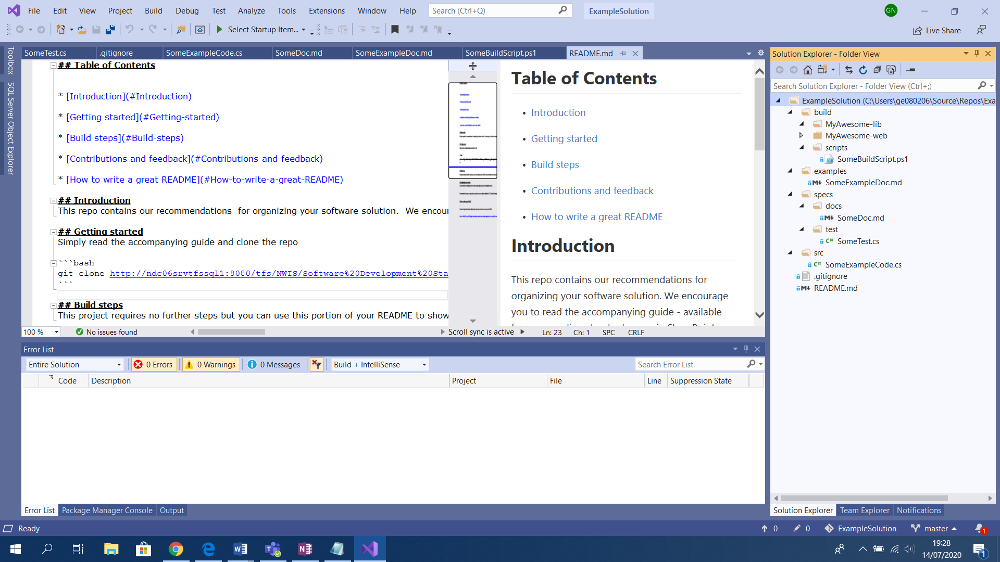 File Edit View Project Build Debug Test Analyze Tools Extensions Window Help Search (Ctrl+Q) ExampleSolution GN
Select Startup Item... Live Share
Toolbox
SQL Server Object Explorer
SomeTest.cs .gitignore SomeExampleCode.cs SomeDoc.md SomeExampleDoc.md SomeBuildScript.ps1 README.md
## Table of Contents
* [Introduction](#Introduction)
* [Getting started](#Getting-started)
* [Build steps](#Build-steps)
* [Contributions and feedback](#Contributions-and-feedback)
* [How to write a great README](#How-to-write-a-great-README)
## Introduction
This repo contains our recommendations  for organizing your software solution.  We encour
## Getting started
Simply read the accompanying guide and clone the repo
```bash
git clone http://ndc06srvtfssql1:8080/tfs/NWIS/Software%20Development%20Sta
```
## Build steps
This project requires no further steps but you can use this portion of your README to show
Table of Contents
• Introduction
• Getting started
• Build steps
• Contributions and feedback
• How to write a great README
Introduction
This repo contains our recommendations for
organizing your software solution. We encourage
you to read the accompanying guide - available
from our coding standards page in SharePoint
100 % No issues found Scroll sync is active Ln: 23 Ch: 1 SPC CRLF
Error List
Entire Solution 0 Errors 0 Warnings 0 Messages Build + IntelliSense Search Error List
Code Description Project File Line Suppression State
Error List Package Manager Console Output
Solution Explorer - Folder View
Search Solution Explorer - Folder View (Ctrl+;)
ExampleSolution (C:\Users\ge080206\Source\Repos\Exa
build
MyAwesome-lib
MyAwesome-web
scripts
SomeBuildScript.ps1
examples
M SomeExampleDoc.md
specs
docs
M SomeDoc.md
test
C# SomeTest.cs
src
C# SomeExampleCode.cs
.gitignore
M README.md
Solution Explorer Team Explorer Notifications
Ready 0 0 ExampleSolution master 1
19:28
14/07/2020 1